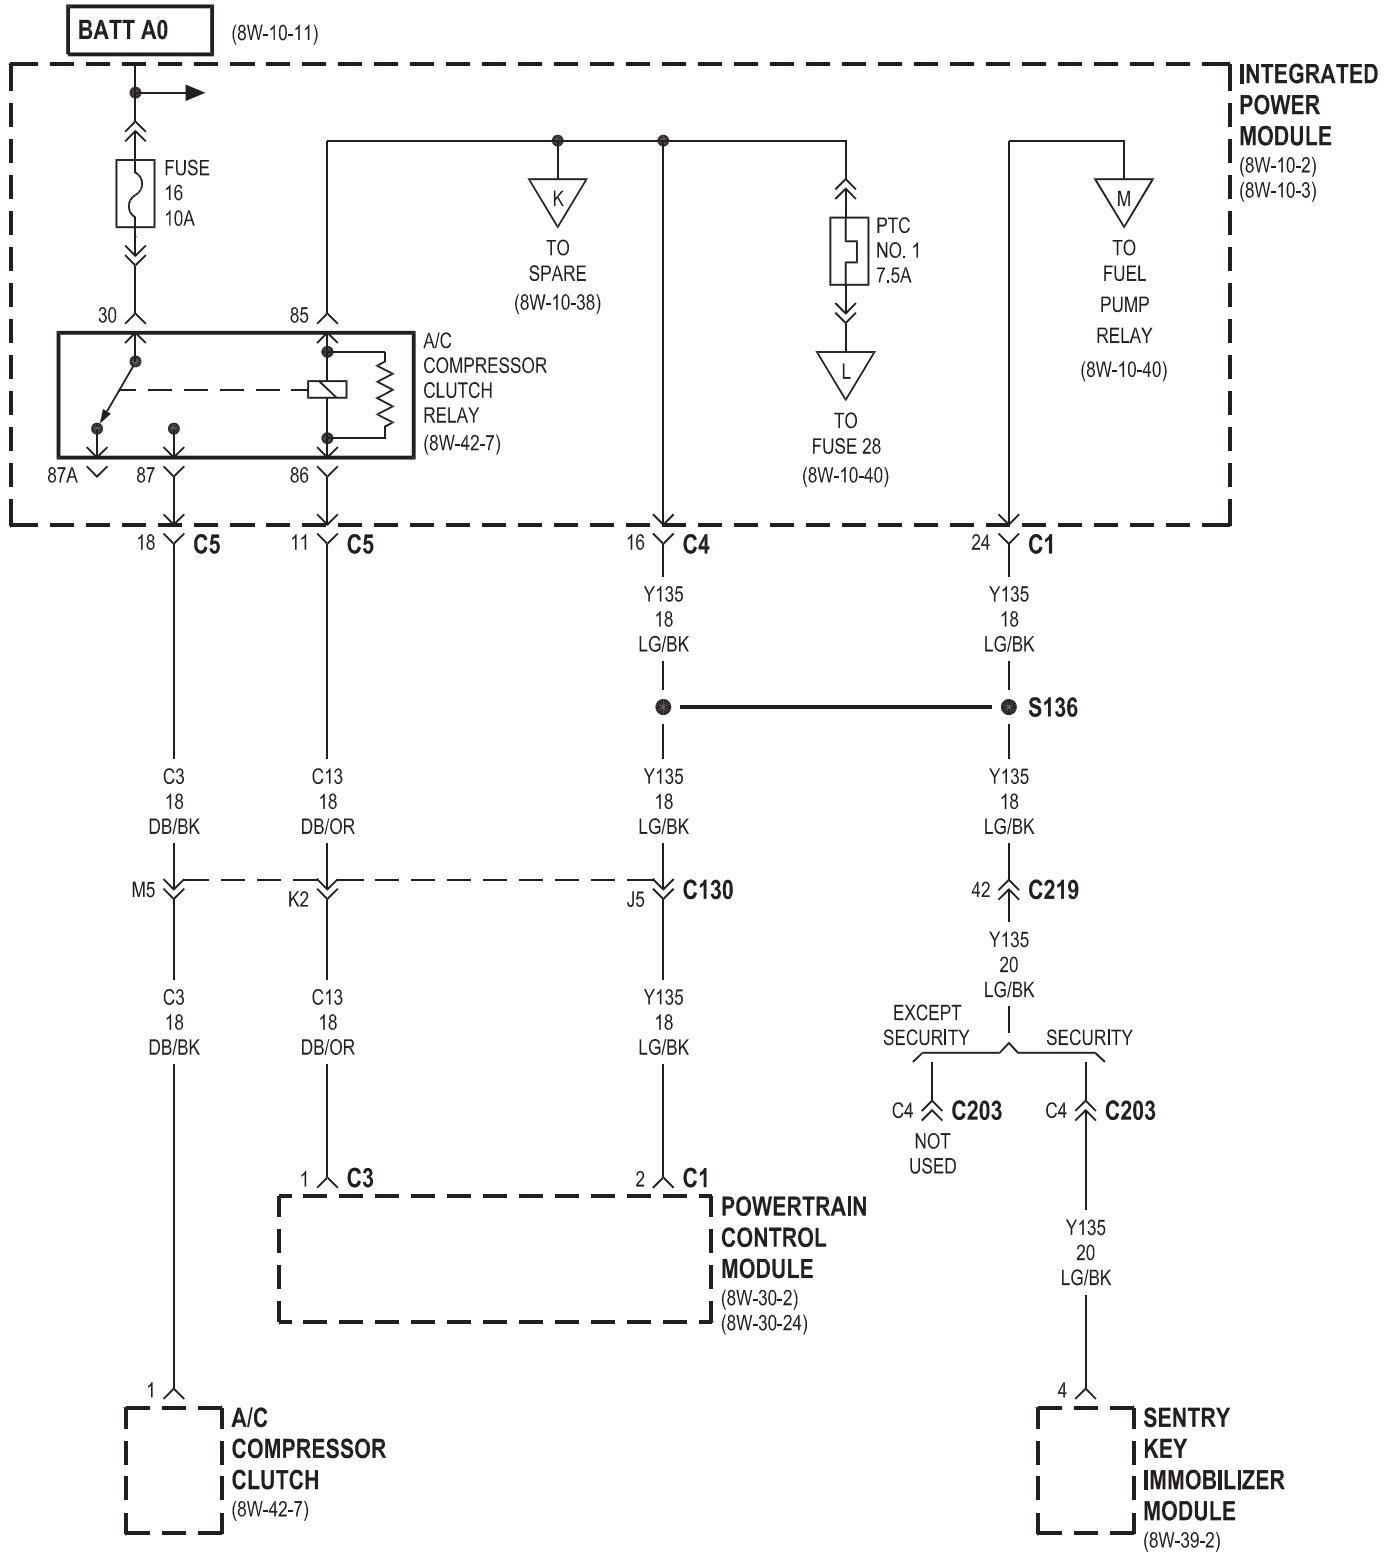 BATT A0
(8W-10-11)
INTEGRATED
POWER
MODULE
(8W-10-2)
(8W-10-3)
FUSE
16
10A
K
TO
SPARE
(8W-10-38)
PTC
NO. 1
7.5A
M
TO
FUEL
PUMP
RELAY
(8W-10-40)
30
85
A/C
COMPRESSOR
CLUTCH
RELAY
(8W-42-7)
L
TO
FUSE 28
(8W-10-40)
87A
87
86
18 C5
11 C5
16 C4
24 C1
Y135
18
LG/BK
Y135
18
LG/BK
S136
C3
18
DB/BK
C13
18
DB/OR
Y135
18
LG/BK
Y135
18
LG/BK
M5
K2
J5 C130
42 C219
Y135
20
LG/BK
C3
18
DB/BK
C13
18
DB/OR
Y135
18
LG/BK
EXCEPT
SECURITY
SECURITY
C4 C203
NOT
USED
C4 C203
1 C3
2 C1
POWERTRAIN
CONTROL
MODULE
(8W-30-2)
(8W-30-24)
Y135
20
LG/BK
1
A/C
COMPRESSOR
CLUTCH
(8W-42-7)
4
SENTRY
KEY
IMMOBILIZER
MODULE
(8W-39-2)